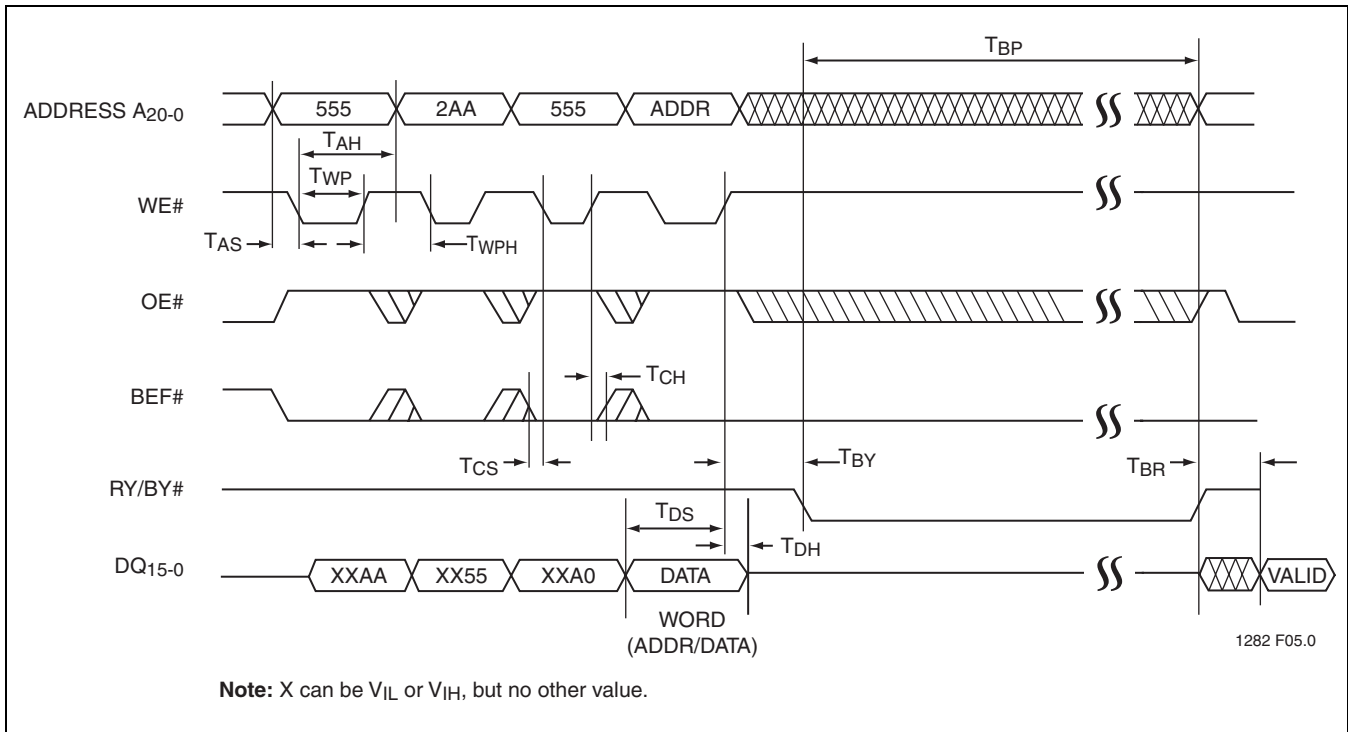 TBP
ADDRESS A20-0
555
2AA
555
ADDR
TAH
TWP
WE#
TAS
TWPH
OE#
TCH
BEF#
TCS
TBY
TBR
RY/BY#
TDS
TDH
DQ15-0
XXAA
XX55
XXA0
DATA
VALID
WORD
(ADDR/DATA)
1282 F05.0
Note: X can be VIL or VIH, but no other value.